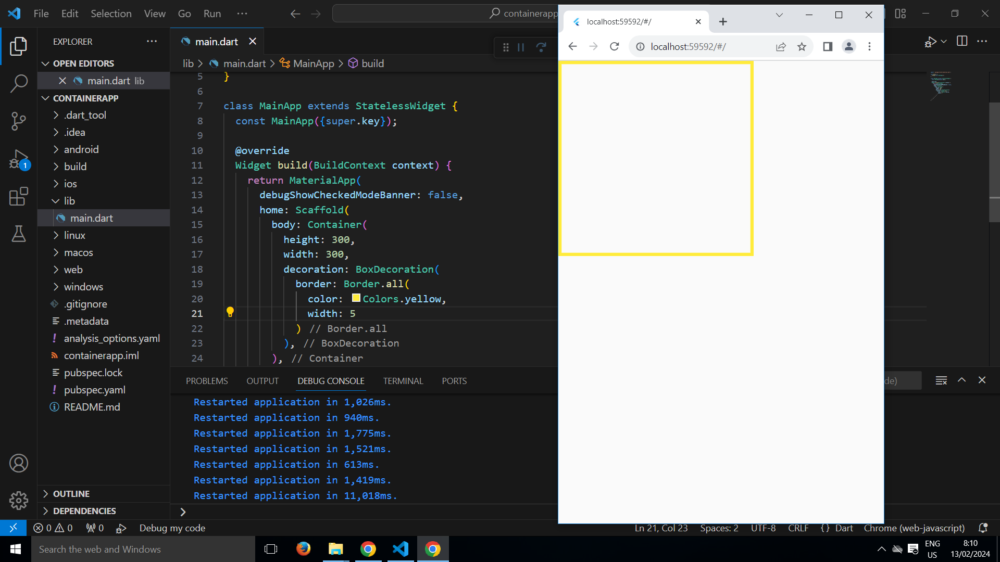 File Edit Selection View Go Run ···
containerapp
EXPLORER
OPEN EDITORS
main.dart lib
CONTAINERAPP
.dart_tool
.idea
android
build
ios
lib
main.dart
linux
macos
web
windows
.gitignore
.metadata
! analysis_options.yaml
containerapp.iml
pubspec.lock
! pubspec.yaml
README.md
OUTLINE
DEPENDENCIES
1
main.dart
lib > main.dart > MainApp > build
5 }
6
7 class MainApp extends StatelessWidget {
8 const MainApp({super.key});
9
10 @override
11 Widget build(BuildContext context) {
12 return MaterialApp(
13 debugShowCheckedModeBanner: false,
14 home: Scaffold(
15 body: Container(
16 height: 300,
17 width: 300,
18 decoration: BoxDecoration(
19 border: Border.all(
20 color: Colors.yellow,
21 width: 5
22 ) // Border.all
23 ), // BoxDecoration
24 ), // Container
PROBLEMS OUTPUT DEBUG CONSOLE TERMINAL PORTS
de)
Restarted application in 1,026ms.
Restarted application in 940ms.
Restarted application in 1,775ms.
Restarted application in 1,521ms.
Restarted application in 613ms.
Restarted application in 1,419ms.
Restarted application in 11,018ms.
>
localhost:59592/#/
localhost:59592/#/
0 0 0 Debug my code
Ln 21, Col 23 Spaces: 2 UTF-8 CRLF {} Dart Chrome (web-javascript)
Search the web and Windows
ENG
US
8:10
13/02/2024